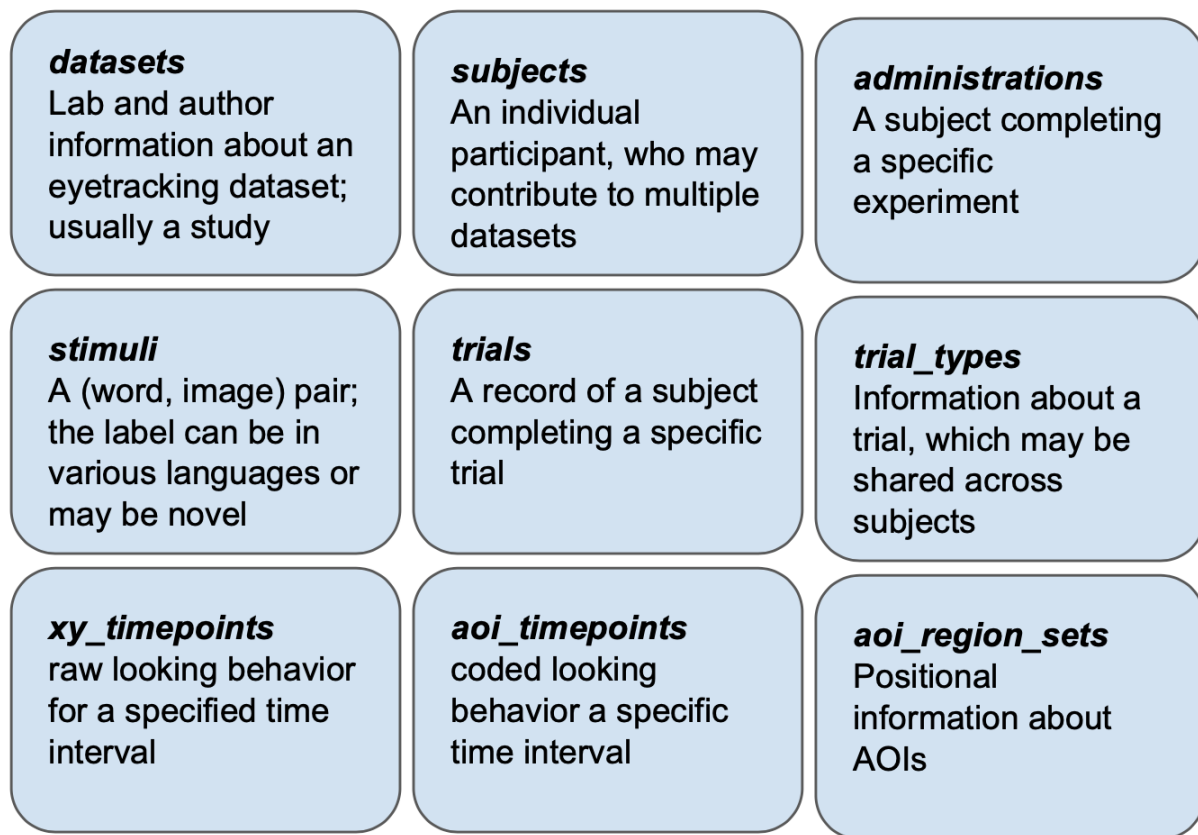 datasets
Lab and author
information about an
eyetracking dataset;
usually a study
subjects
An individual
participant, who may
contribute to multiple
datasets
administrations
A subject completing
a specific
experiment
stimuli
A (word, image) pair;
the label can be in
various languages or
may be novel
trials
A record of a subject
completing a specific
trial
trial_types
Information about a
trial, which may be
shared across
subjects
xy_timepoints
raw looking behavior
for a specified time
interval
aoi_timepoints
coded looking
behavior a specific
time interval
aoi_region_sets
Positional
information about
AOIs